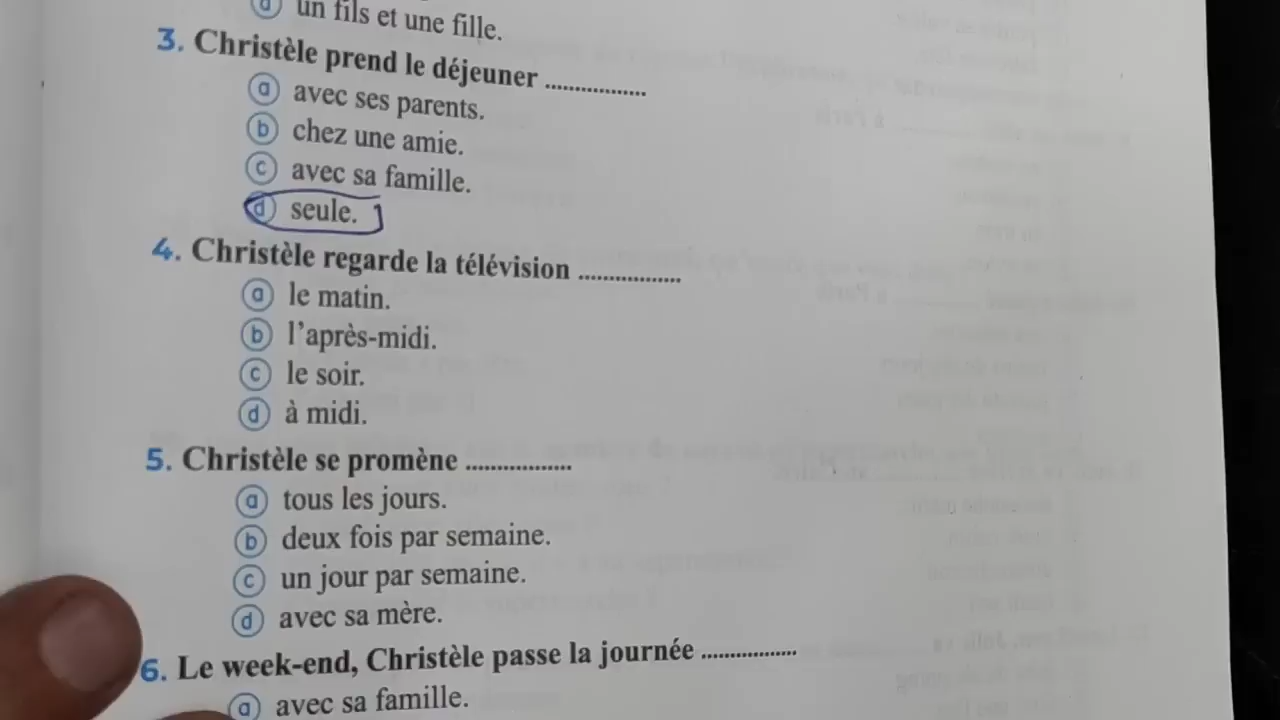 d un fils et une fille.
3. Christèle prend le déjeuner .................
a avec ses parents.
b chez une amie.
c avec sa famille.
d seule.
4. Christèle regarde la télévision .................
a le matin.
b l'après-midi.
c le soir.
d à midi.
5. Christèle se promène .................
a tous les jours.
b deux fois par semaine.
c un jour par semaine.
d avec sa mère.
6. Le week-end, Christèle passe la journée ................
a avec sa famille.